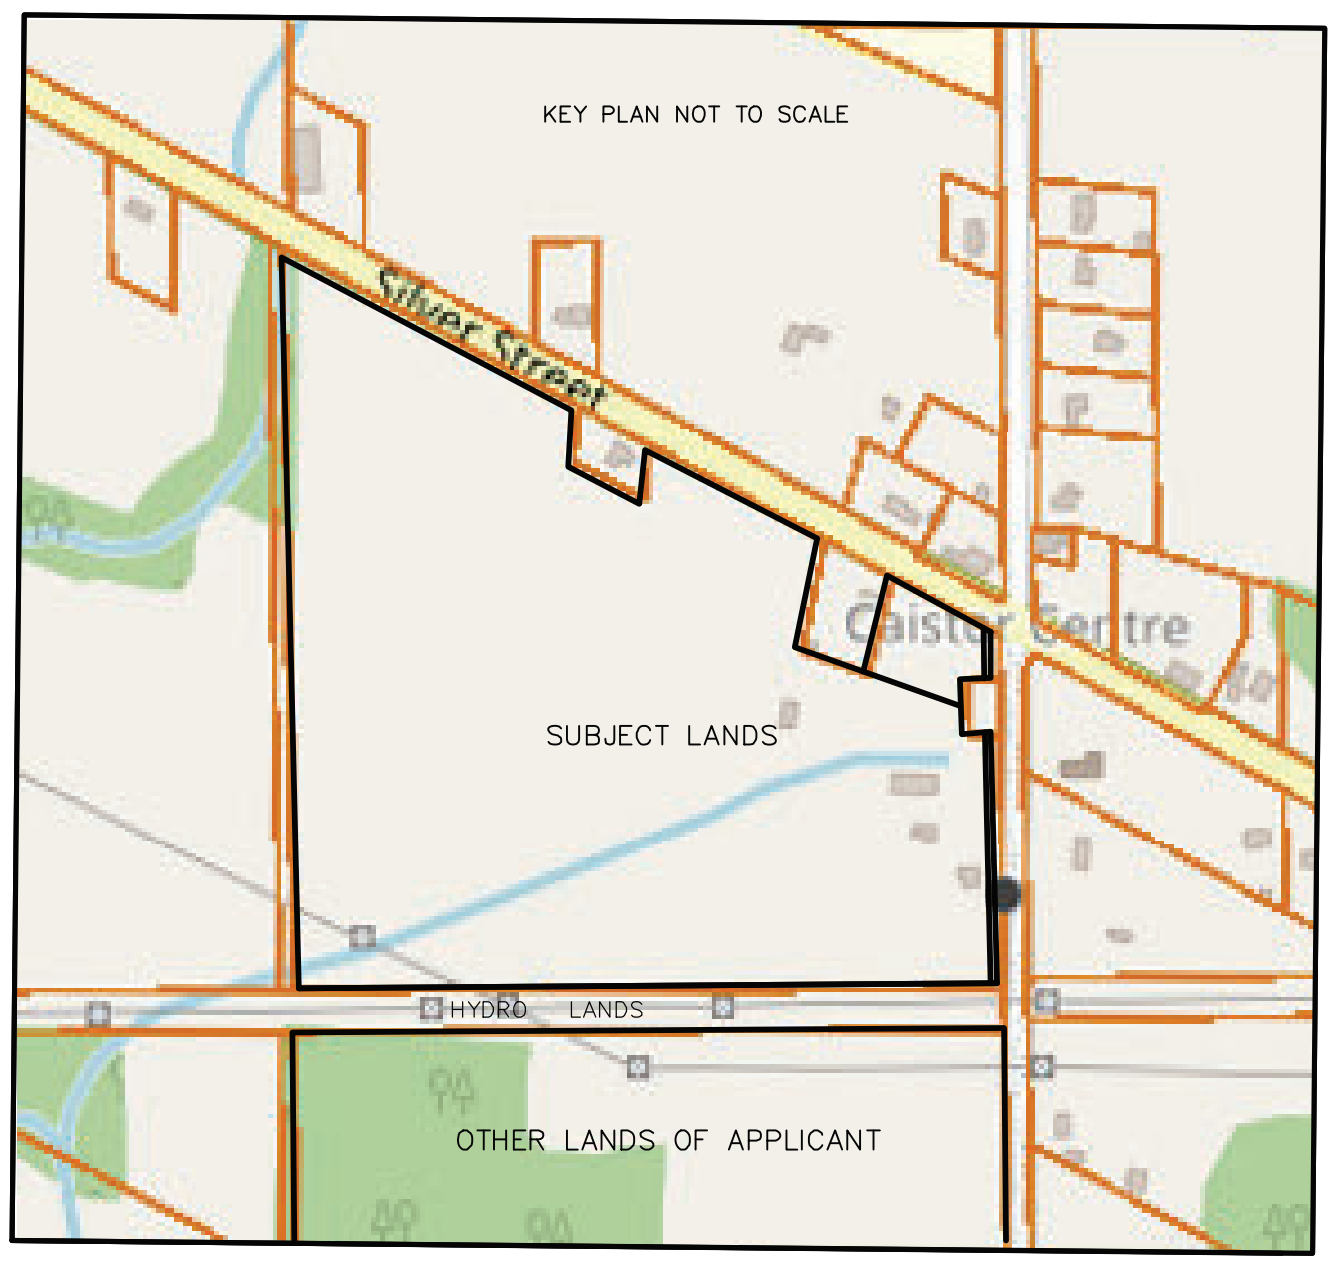 KEY PLAN NOT TO SCALE
Silver Street
Caistor Centre
SUBJECT LANDS
HYDRO LANDS
OTHER LANDS OF APPLICANT